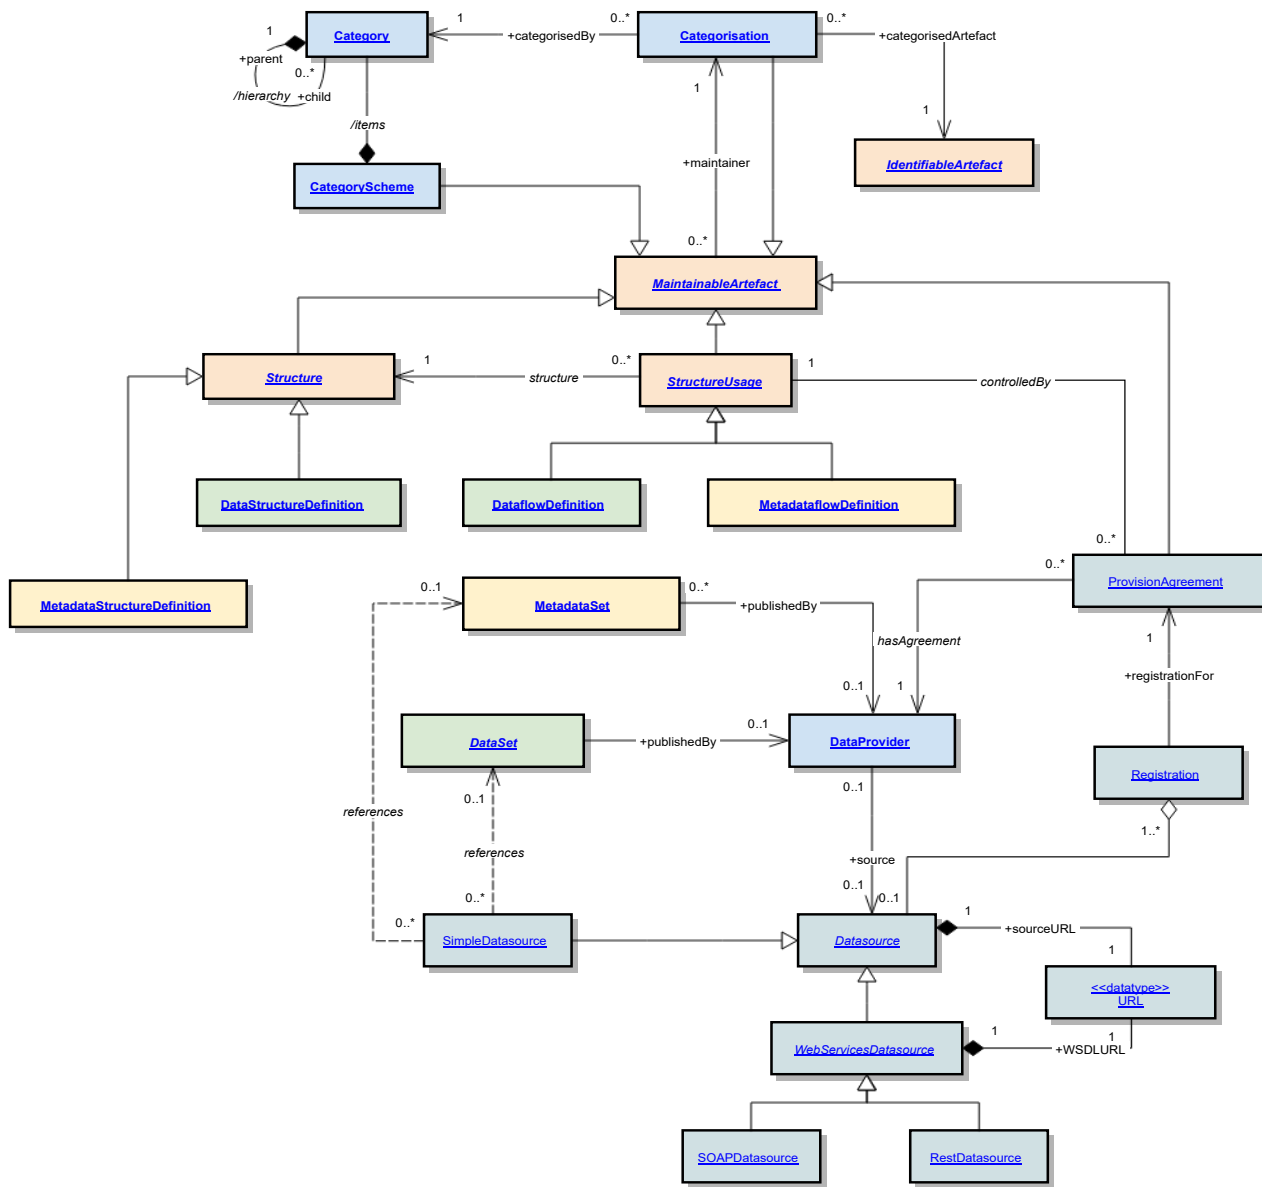 1
0..*
0..*
Category
+categorisedBy
Categorisation
+categorisedArtefact
1
+parent
0..*
/hierarchy
+child
1
1
/items
+maintainer
IdentifiableArtefact
CategoryScheme
0..*
MaintainableArtefact
1
0..*
1
Structure
structure
StructureUsage
controlledBy
DataStructureDefinition
DataflowDefinition
MetadataflowDefinition
0..*
0..*
0..1
0..*
ProvisionAgreement
MetadataStructureDefinition
MetadataSet
+publishedBy
hasAgreement
1
+registrationFor
0..1
1
0..1
DataSet
+publishedBy
DataProvider
Registration
0..1
0..1
references
1..*
references
+source
0..1
0..1
0..*
0..*
1
SimpleDatasource
Datasource
+sourceURL
1
<<datatype>>
URL
1
1
WebServicesDatasource
+WSDLURL
SOAPDatasource
RestDatasource